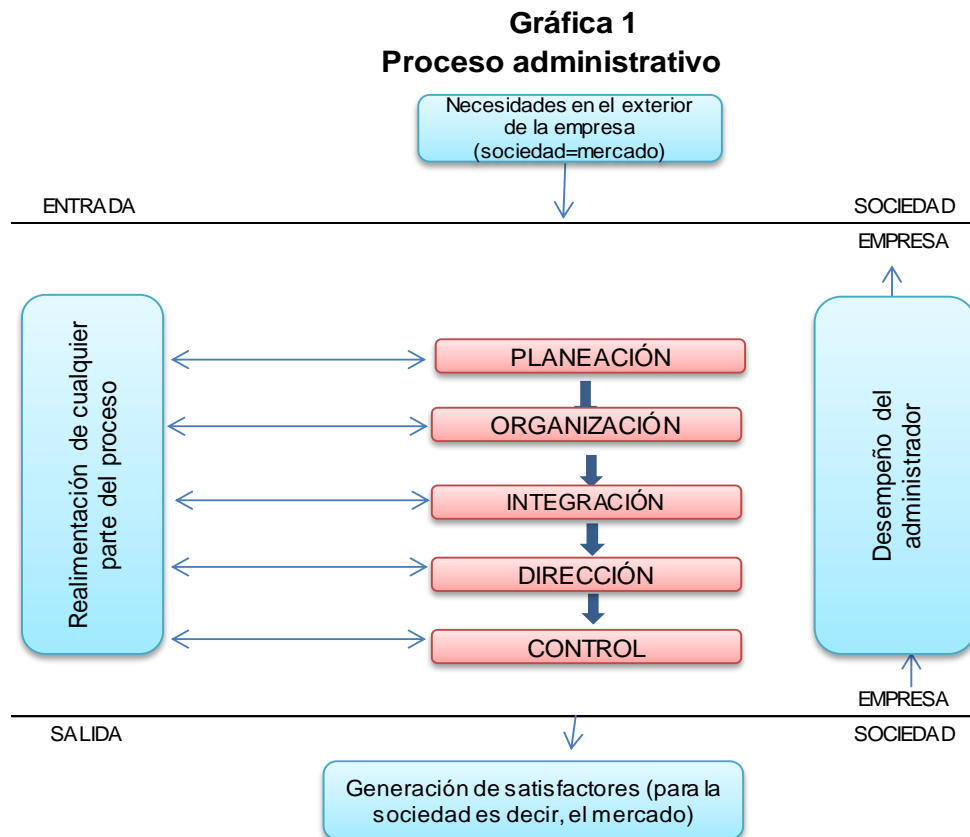 Gráfica 1
Proceso administrativo
Necesidades en el exterior
de la empresa
(sociedad=mercado)
ENTRADA
SOCIEDAD
EMPRESA
Realimentación de cualquier
parte del proceso
PLANEACIÓN
ORGANIZACIÓN
INTEGRACIÓN
DIRECCIÓN
CONTROL
Desempeño del
administrador
EMPRESA
SALIDA
SOCIEDAD
Generación de satisfactores (para la
sociedad es decir, el mercado)